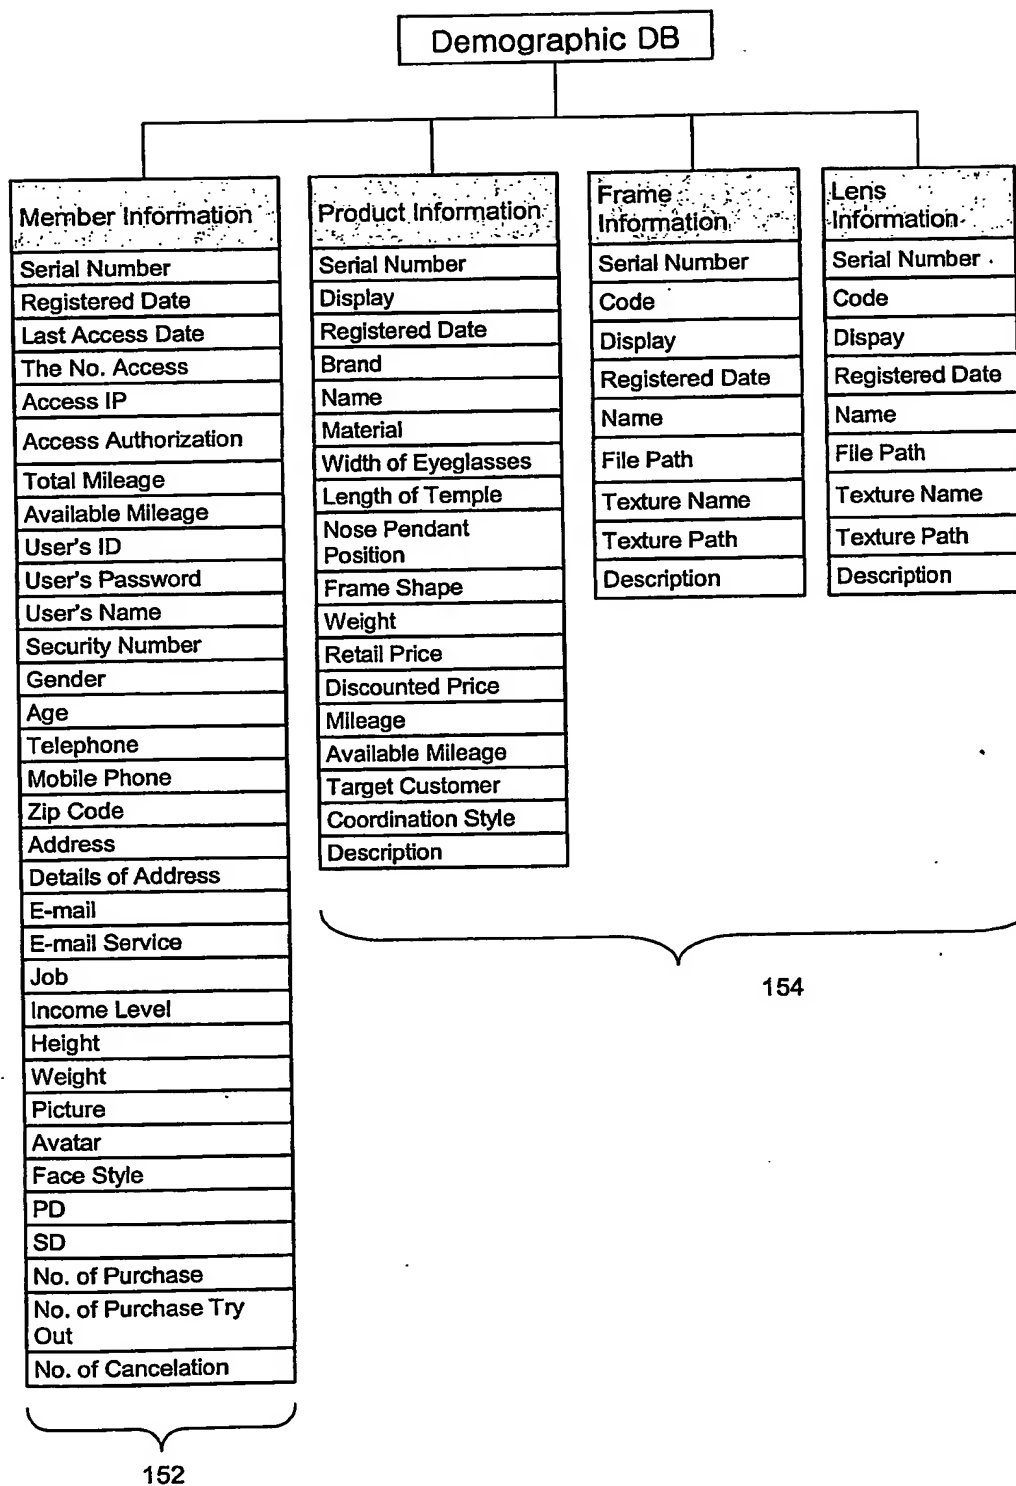 Demographic DB
Member Information
Serial Number
Registered Date
Last Access Date
The No. Access
Access IP
Access Authorization
Total Mileage
Available Mileage
User's ID
User's Password
User's Name
Security Number
Gender
Age
Telephone
Mobile Phone
Zip Code
Address
Details of Address
E-mail
E-mail Service
Job
Income Level
Height
Weight
Picture
Avatar
Face Style
PD
SD
No. of Purchase
No. of Purchase Try
Out
No. of Cancelation
152
Product Information
Serial Number
Display
Registered Date
Brand
Name
Material
Width of Eyeglasses
Length of Temple
Nose Pendant
Position
Frame Shape
Weight
Retail Price
Discounted Price
Mileage
Available Mileage
Target Customer
Coordination Style
Description
Frame
Information
Serial Number
Code
Display
Registered Date
Name
File Path
Texture Name
Texture Path
Description
Lens
Information
Serial Number
Code
Dispay
Registered Date
Name
File Path
Texture Name
Texture Path
Description
154